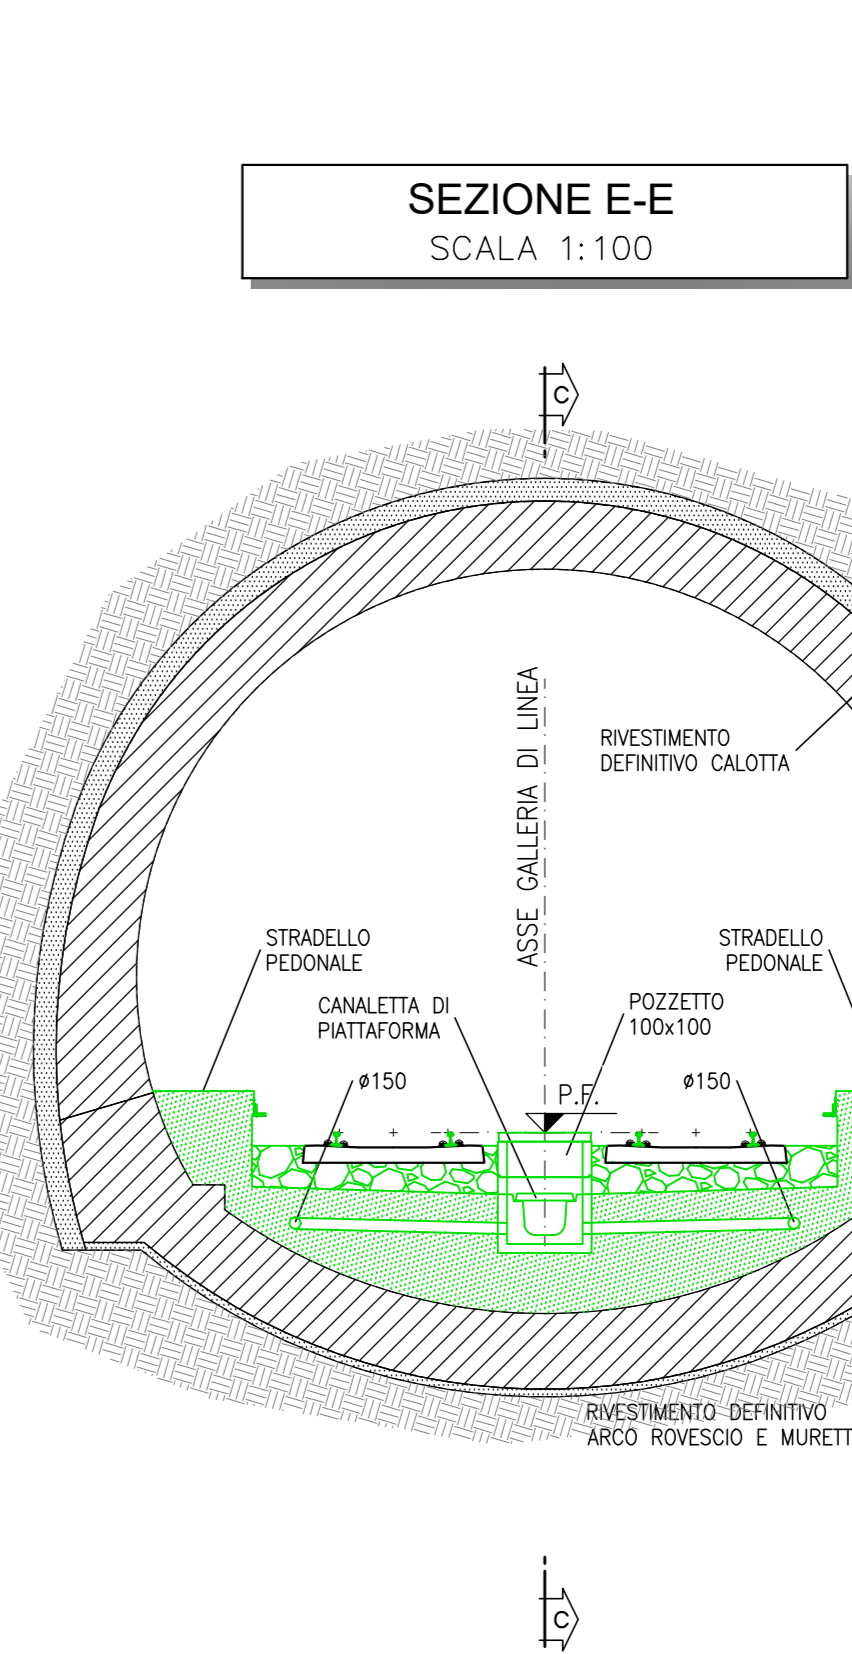 SEZIONE E-E
SCALA 1:100
C
ASSE GALLERIA DI LINEA
RIVESTIMENTO
DEFINITIVO CALOTTA
STRADELLO
PEDONALE
STRADELLO
PEDONALE
CANALETTA DI
PIATTAFORMA
POZZETTO
100x100
ø150
P.F.
ø150
RIVESTIMENTO DEFINITIVO
ARCO ROVESCIO E MURETT
C